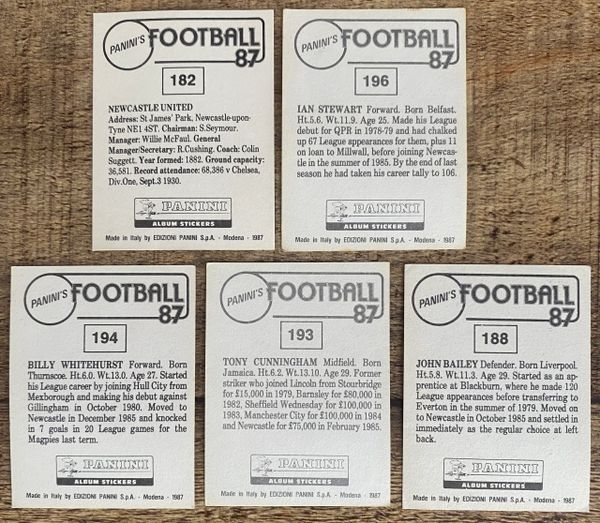 PANINI'S FOOTBALL 87
182
NEWCASTLE UNITED
Address: St James' Park, Newcastle-upon-
Tyne NE1 4ST. Chairman: S.Seymour.
Manager: Willie McFaul. General
Manager/Secretary: R.Cushing. Coach: Colin
Suggett. Year formed: 1882. Ground capacity:
36,581. Record attendance: 68,386 v Chelsea,
Div.One, Sept.3 1930.
PANINI
ALBUM STICKERS
Made in Italy by EDIZIONI PANINI S.p.A. - Modena - 1987
PANINI'S FOOTBALL 87
196
IAN STEWART Forward. Born Belfast.
Ht.5.6. Wt.11.9. Age 25. Made his League
debut for QPR in 1978-79 and had chalked
up 67 League appearances for them, plus 11
on loan to Millwall, before joining Newcas-
tle in the summer of 1985. By the end of last
season he had taken his career tally to 106.
PANINI
ALBUM STICKERS
Made in Italy by EDIZIONI PANINI S.p.A. - Modena - 1987
PANINI'S FOOTBALL 87
194
BILLY WHITEHURST Forward. Born
Thurnscoe. Ht.6.0. Wt.13.0. Age 27. Started
his League career by joining Hull City from
Mexborough and making his debut against
Gillingham in October 1980. Moved to
Newcastle in December 1985 and knocked
in 7 goals in 20 League games for the
Magpies last term.
PANINI
ALBUM STICKERS
Made in Italy by EDIZIONI PANINI S.p.A. - Modena - 1987
PANINI'S FOOTBALL 87
193
TONY CUNNINGHAM Midfield. Born
Jamaica. Ht.6.2. Wt.13.10. Age 29. Former
striker who joined Lincoln from Stourbridge
for £15,000 in 1979, Barnsley for £80,000 in
1982, Sheffield Wednesday for £100,000 in
1983, Manchester City for £100,000 in 1984
and Newcastle for £75,000 in February 1985.
PANINI
ALBUM STICKERS
Made in Italy by EDIZIONI PANINI S.p.A. - Modena - 1987
PANINI'S FOOTBALL 87
188
JOHN BAILEY Defender. Born Liverpool.
Ht.5.8. Wt.11.3. Age 29. Started as an ap-
prentice at Blackburn, where he made 120
League appearances before transferring to
Everton in the summer of 1979. Moved on
to Newcastle in October 1985 and settled in
immediately as the regular choice at left
back.
PANINI
ALBUM STICKERS
Made in Italy by EDIZIONI PANINI S.p.A. - Modena - 1987